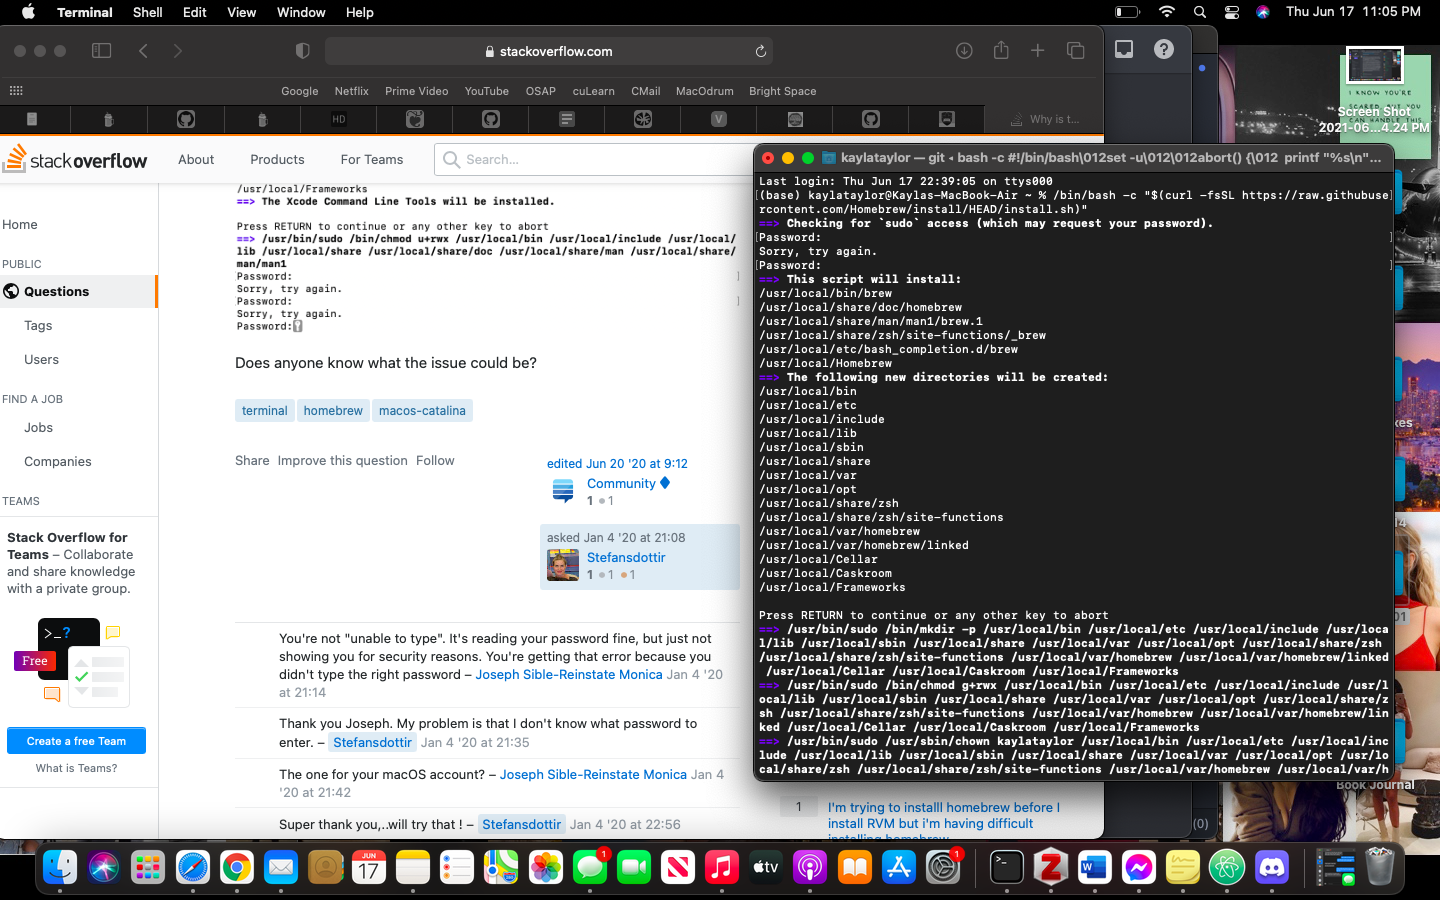 Terminal Shell Edit View Window Help
Thu Jun 17 11:05 PM
stackoverflow.com
Google Netflix Prime Video YouTube OSAP cuLearn CMail MacOdrum Bright Space
HD
V
Why is t...
stackoverflow
About Products For Teams
Search...
Home
PUBLIC
Questions
Tags
Users
FIND A JOB
Jobs
Companies
TEAMS
Stack Overflow for
Teams – Collaborate
and share knowledge
with a private group.
>_?
Free
Create a free Team
What is Teams?
/usr/local/Frameworks
==> The Xcode Command Line Tools will be installed.
Press RETURN to continue or any other key to abort
==> /usr/bin/sudo /bin/chmod u+rwx /usr/local/bin /usr/local/include /usr/local/
lib /usr/local/share /usr/local/share/doc /usr/local/share/man /usr/local/share/
man/man1
Password:
Sorry, try again.
Password:
Sorry, try again.
Password:
Does anyone know what the issue could be?
terminal homebrew macos-catalina
Share Improve this question Follow
edited Jun 20 '20 at 9:12
Community
1 1
asked Jan 4 '20 at 21:08
Stefansdottir
1 1 1
You're not "unable to type". It's reading your password fine, but just not
showing you for security reasons. You're getting that error because you
didn't type the right password – Joseph Sible-Reinstate Monica Jan 4 '20
at 21:14
Thank you Joseph. My problem is that I don't know what password to
enter. – Stefansdottir Jan 4 '20 at 21:35
The one for your macOS account? – Joseph Sible-Reinstate Monica Jan 4
'20 at 21:42
Super thank you,..will try that ! – Stefansdottir Jan 4 '20 at 22:56
1
I'm trying to installl homebrew before I
install RVM but i'm having difficult
installing homebrew
kaylataylor — git ◂ bash -c #!/bin/bash\012set -u\012\012abort() {\012 printf "%s\n"...
Last login: Thu Jun 17 22:39:05 on ttys000
(base) kaylataylor@Kaylas-MacBook-Air ~ % /bin/bash -c "$(curl -fsSL https://raw.githubuse
rcontent.com/Homebrew/install/HEAD/install.sh)"
==> Checking for `sudo` access (which may request your password).
Password:
Sorry, try again.
Password:
==> This script will install:
/usr/local/bin/brew
/usr/local/share/doc/homebrew
/usr/local/share/man/man1/brew.1
/usr/local/share/zsh/site-functions/_brew
/usr/local/etc/bash_completion.d/brew
/usr/local/Homebrew
==> The following new directories will be created:
/usr/local/bin
/usr/local/etc
/usr/local/include
/usr/local/lib
/usr/local/sbin
/usr/local/share
/usr/local/var
/usr/local/opt
/usr/local/share/zsh
/usr/local/share/zsh/site-functions
/usr/local/var/homebrew
/usr/local/var/homebrew/linked
/usr/local/Cellar
/usr/local/Caskroom
/usr/local/Frameworks
Press RETURN to continue or any other key to abort
==> /usr/bin/sudo /bin/mkdir -p /usr/local/bin /usr/local/etc /usr/local/include /usr/loca
l/lib /usr/local/sbin /usr/local/share /usr/local/var /usr/local/opt /usr/local/share/zsh
/usr/local/share/zsh/site-functions /usr/local/var/homebrew /usr/local/var/homebrew/linked
/usr/local/Cellar /usr/local/Caskroom /usr/local/Frameworks
==> /usr/bin/sudo /bin/chmod g+rwx /usr/local/bin /usr/local/etc /usr/local/include /usr/l
ocal/lib /usr/local/sbin /usr/local/share /usr/local/var /usr/local/opt /usr/local/share/z
sh /usr/local/share/zsh/site-functions /usr/local/var/homebrew /usr/local/var/homebrew/lin
ked /usr/local/Cellar /usr/local/Caskroom /usr/local/Frameworks
==> /usr/bin/sudo /usr/sbin/chown kaylataylor /usr/local/bin /usr/local/etc /usr/local/inc
lude /usr/local/lib /usr/local/sbin /usr/local/share /usr/local/var /usr/local/opt /usr/lo
cal/share/zsh /usr/local/share/zsh/site-functions /usr/local/var/homebrew /usr/local/var/h
I KNOW YOU'RE
Screen Shot
2021-06...4.24 PM
xes
14
01
Book Journal
(0)
JUN
17
1
tv
1
>_
Z
W